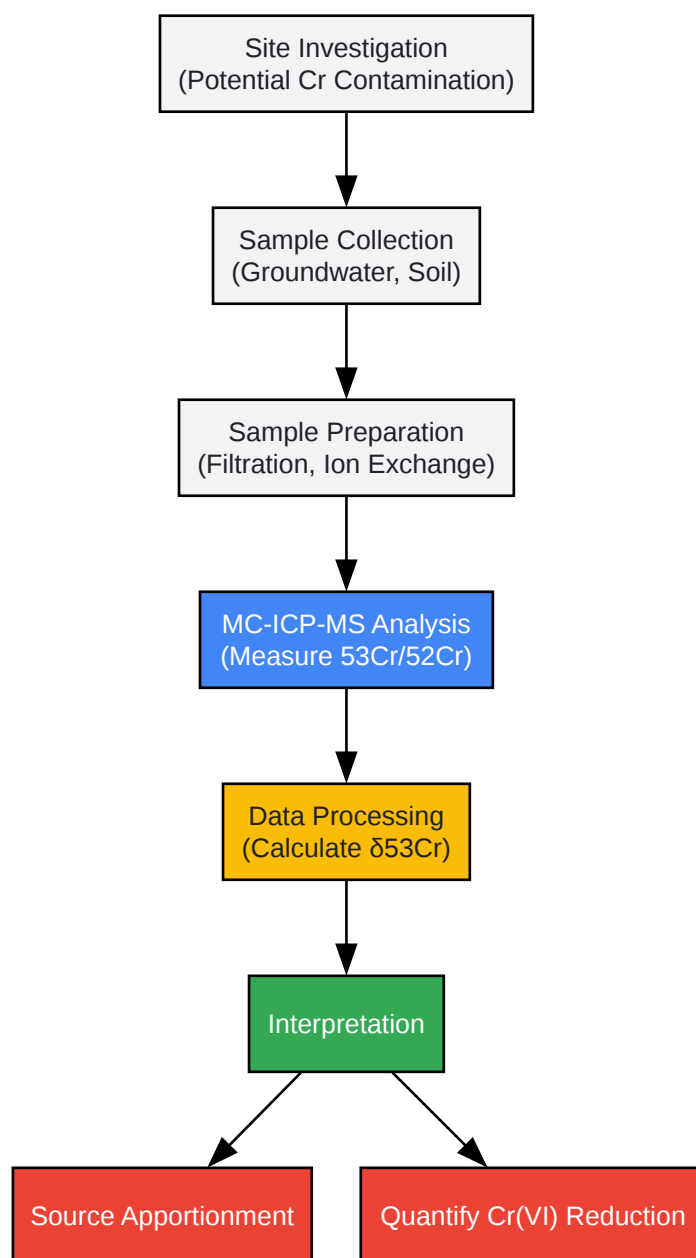 Site Investigation
(Potential Cr Contamination)
Sample Collection
(Groundwater, Soil)
Sample Preparation
(Filtration, Ion Exchange)
MC-ICP-MS Analysis
(Measure 53Cr/52Cr)
Data Processing
(Calculate δ53Cr)
Interpretation
Source Apportionment
Quantify Cr(VI) Reduction